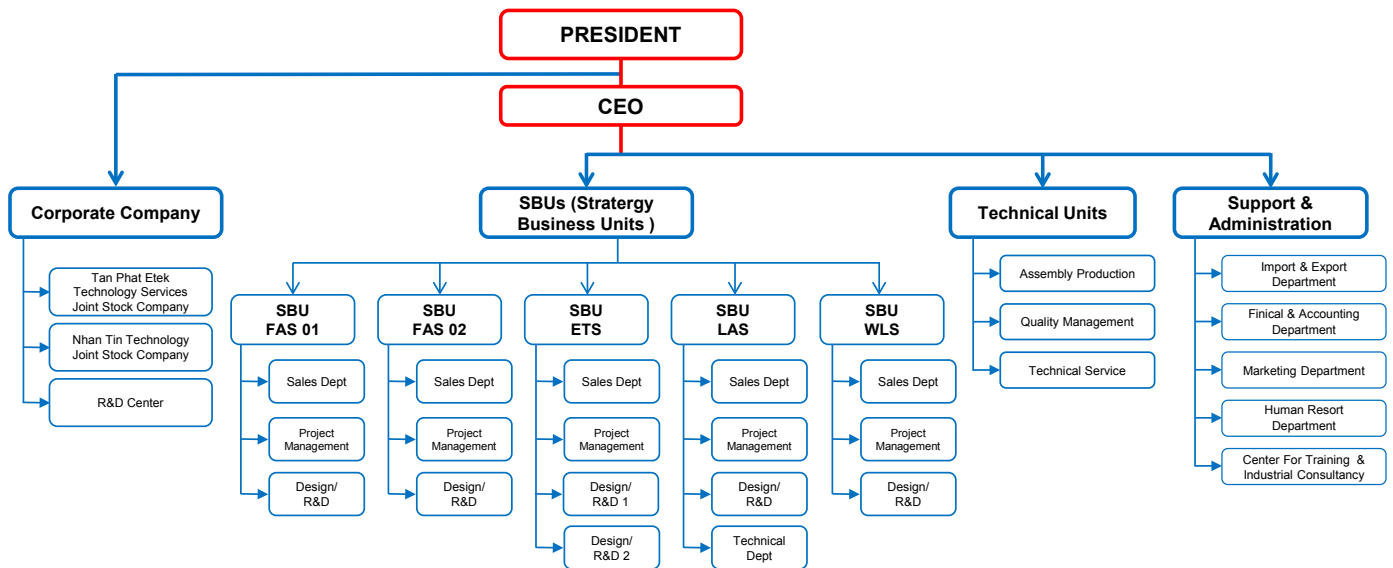 PRESIDENT
CEO
Corporate Company
Tan Phat Etek
Technology Services
Joint Stock Company
Nhan Tin Technology
Joint Stock Company
R&D Center
SBUs (Stratergy
Business Units )
SBU
FAS 01
Sales Dept
Project
Management
Design/
R&D
SBU
FAS 02
Sales Dept
Project
Management
Design/
R&D
SBU
ETS
Sales Dept
Project
Management
Design/
R&D 1
Design/
R&D 2
SBU
LAS
Sales Dept
Project
Management
Design/
R&D
Technical
Dept
SBU
WLS
Sales Dept
Project
Management
Design/
R&D
Technical Units
Assembly Production
Quality Management
Technical Service
Support &
Administration
Import & Export
Department
Finical & Accounting
Department
Marketing Department
Human Resort
Department
Center For Training &
Industrial Consultancy